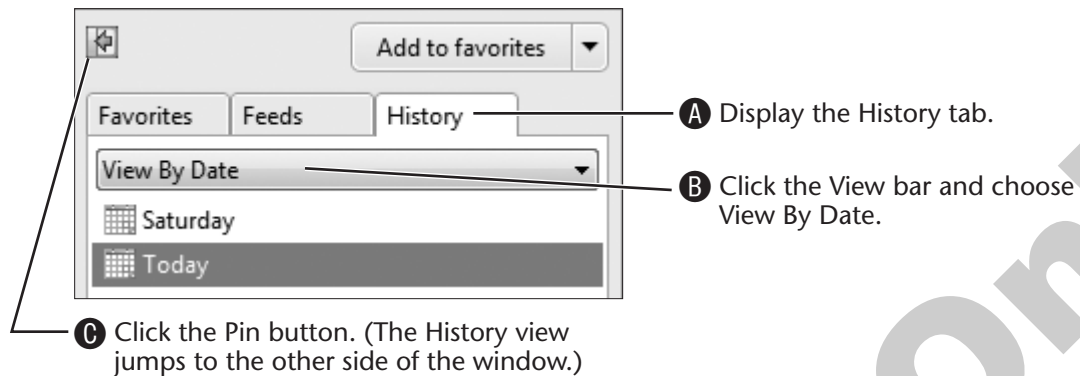 Add to favorites
Favorites Feeds History
View By Date
Saturday
Today
A Display the History tab.
B Click the View bar and choose
View By Date.
C Click the Pin button. (The History view
jumps to the other side of the window.)